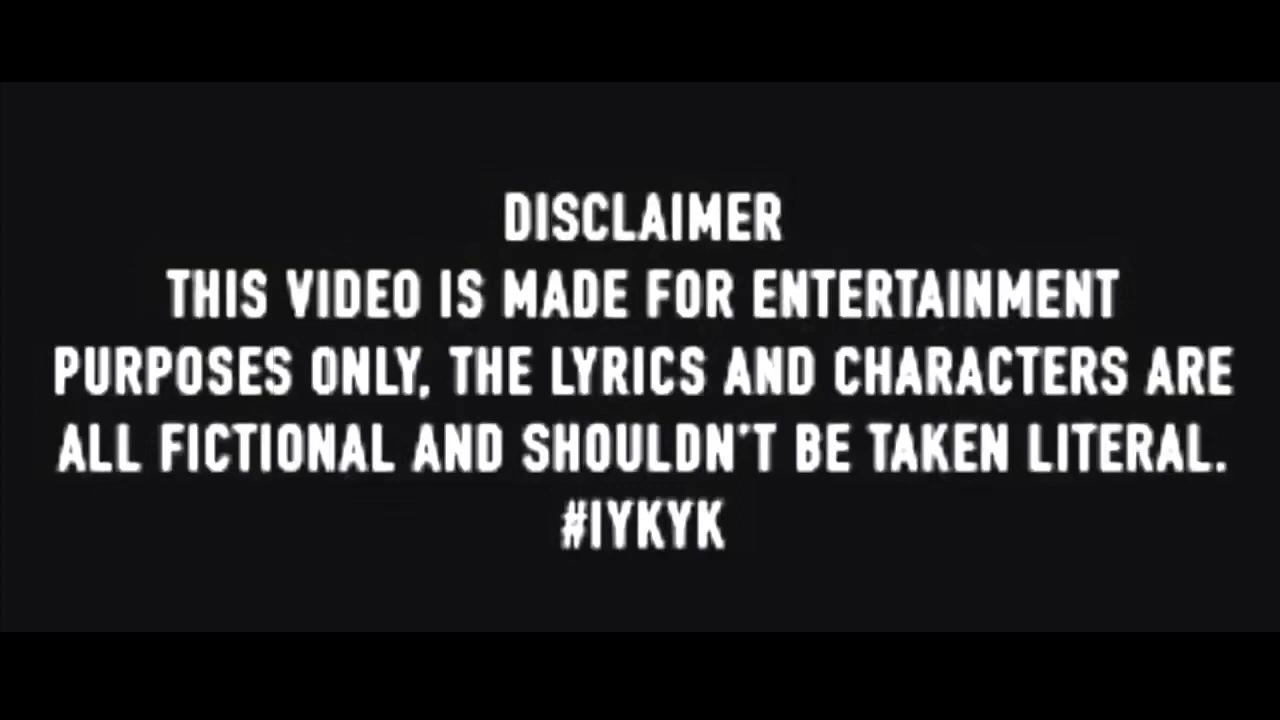 DISCLAIMER
THIS VIDEO IS MADE FOR ENTERTAINMENT
PURPOSES ONLY, THE LYRICS AND CHARACTERS ARE
ALL FICTIONAL AND SHOULDN'T BE TAKEN LITERAL.
#IYKYK